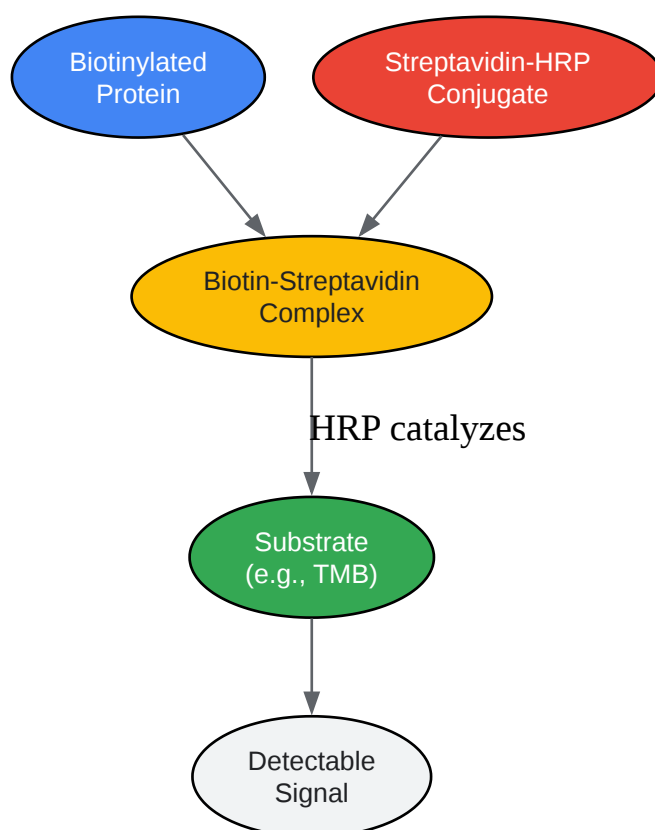 Biotinylated
Protein
Streptavidin-HRP
Conjugate
Biotin-Streptavidin
Complex
HRP catalyzes
Substrate
(e.g., TMB)
Detectable
Signal